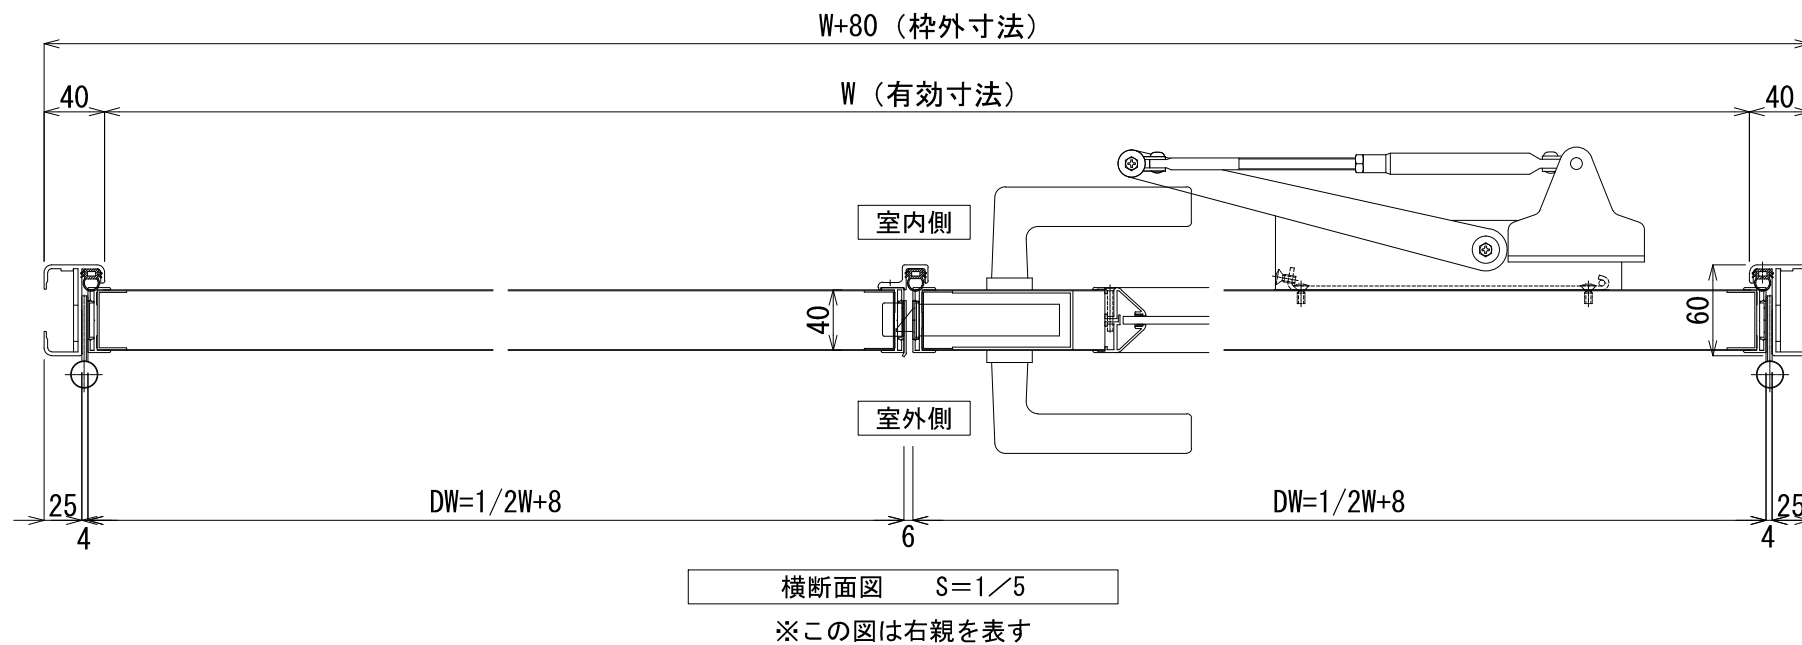 W+80（枠外寸法）
40
W（有効寸法）
40
室内側
40
60
室外側
25
DW=1/2W+8
DW=1/2W+8
25
4
6
4
横断面図　S＝1／5
※この図は右親を表す